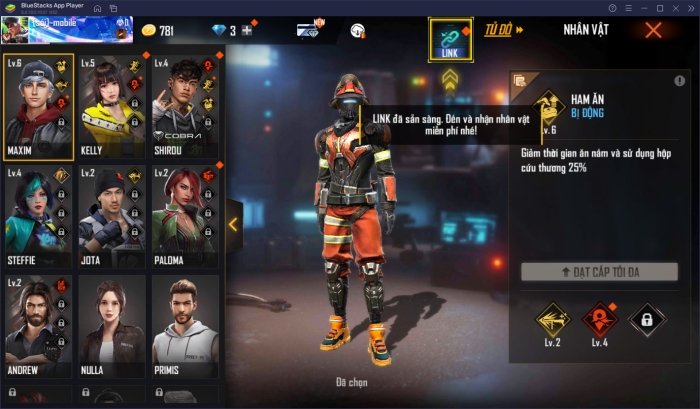 BlueStacks App Player
781
3
NEW
LINK
TỦ ĐỒ
NHÂN VẬT
LINK đã sẵn sàng. Đến và nhận nhân vật
miễn phí nhé!
Lv.6
MAXIM
Lv.5
KELLY
Lv.4
COBRA
SHIROU
Lv.4
STEFFIE
Lv.2
JOTA
Lv.2
PALOMA
Lv.2
ANDREW
NULLA
PRIMIS
Đã chọn
HAM ĂN
BỊ ĐỘNG
Lv. 6
Giảm thời gian ăn nấm và sử dụng hộp
cứu thương 25%
ĐẠT CẤP TỐI ĐA
Lv. 2
Lv. 4